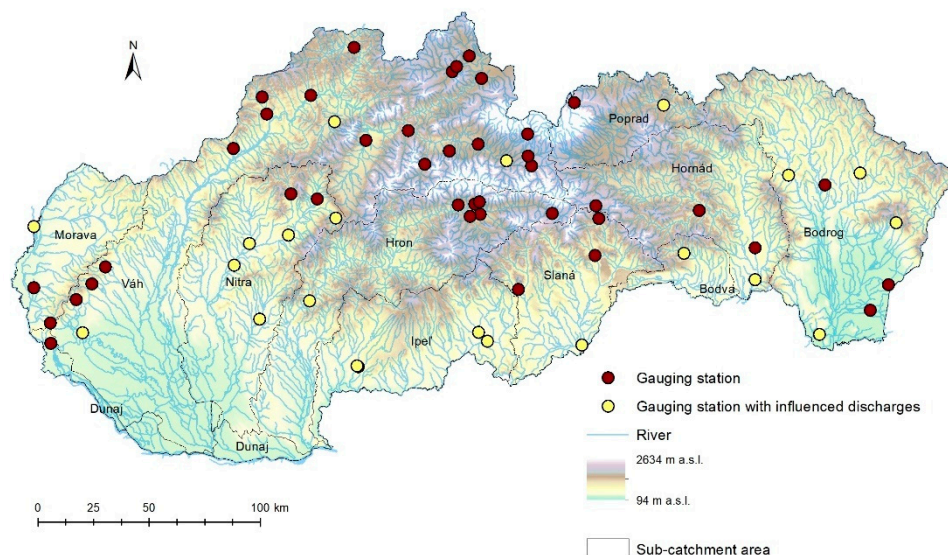 N
Poprad
Hornád
Morava
Váh
Nitra
Hron
Slaná
Bodrog
Bodva
Ipeľ
Dunaj
Dunaj
Gauging station
Gauging station with influenced discharges
River
2634 m a.s.l.
94 m a.s.l.
Sub-catchment area
0 25 50 100 km